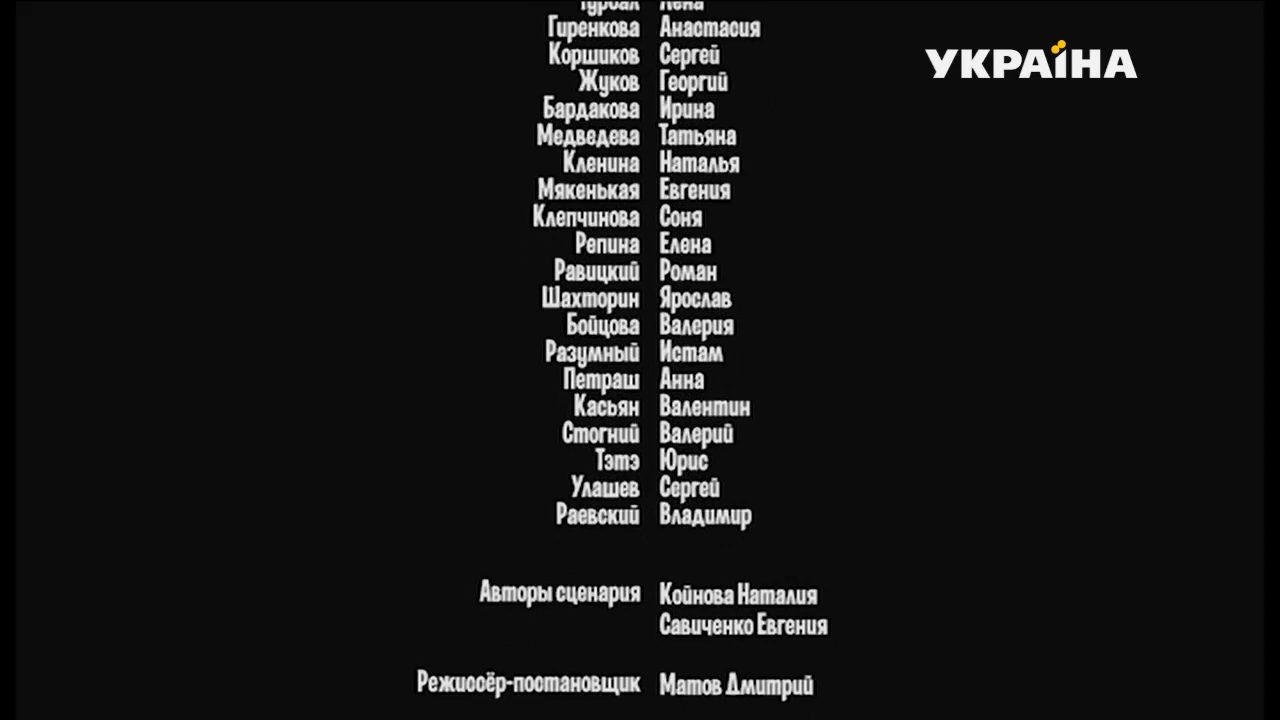 Гиренкова Анастасия
Коршиков Сергей
УКРАЇНА
Жуков Георгий
Бардакова Ирина
Медведева Татьяна
Кленина Наталья
Мякенькая Евгения
Клепчинова Соня
Репина Елена
Равицкий Роман
Шахторин Ярослав
Бойцова Валерия
Разумный Истам
Петраш Анна
Касьян Валентин
Стогний Валерий
Тэтэ Юрис
Улашев Сергей
Раевский Владимир
Авторы сценария Койнова Наталия
Савиченко Евгения
Режиссёр-постановщик Матов Дмитрий